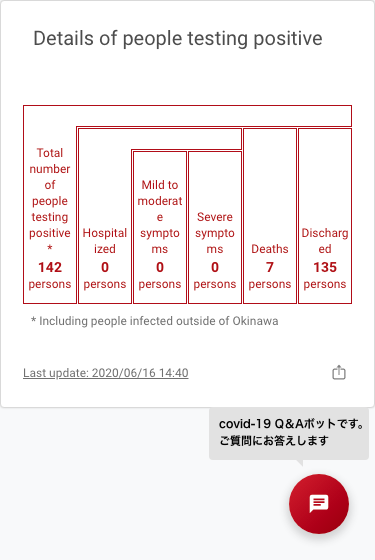 Details of people testing positive
Total
number
of
people
testing
positive
*
142
persons
Hospital
ized
0
persons
Mild to
moderat
e
sympto
ms
0
persons
Severe
sympto
ms
0
persons
Deaths
7
persons
Discharg
ed
135
persons
* Including people infected outside of Okinawa
Last update: 2020/06/16 14:40
covid-19 Q&Aボットです。
ご質問にお答えします